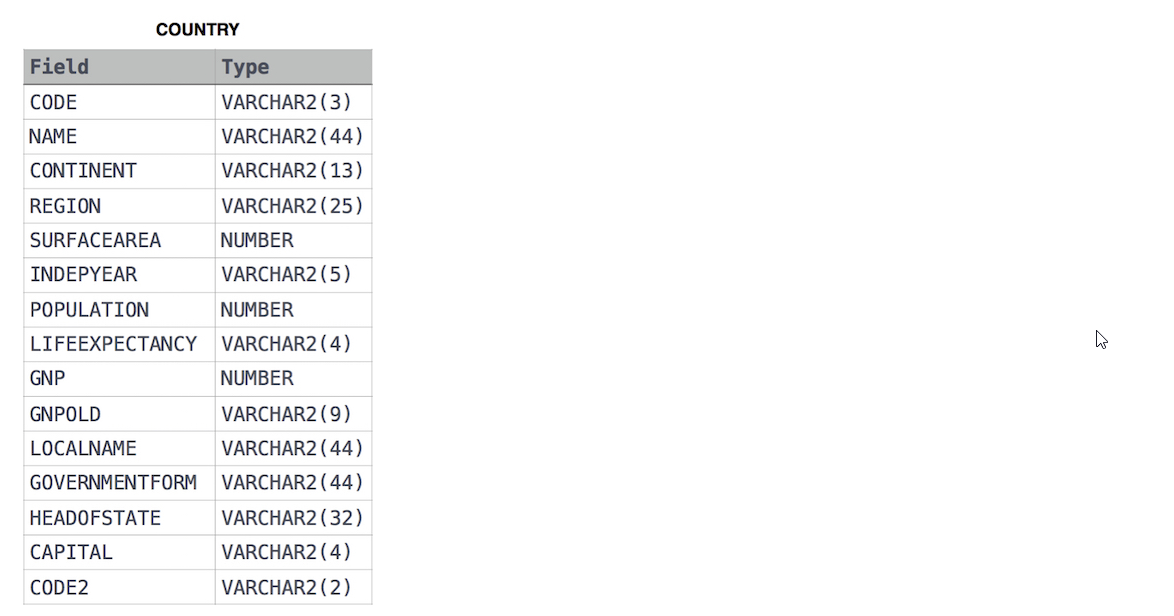 COUNTRY
Field Type
CODE VARCHAR2(3)
NAME VARCHAR2(44)
CONTINENT VARCHAR2(13)
REGION VARCHAR2(25)
SURFACEAREA NUMBER
INDEPYEAR VARCHAR2(5)
POPULATION NUMBER
LIFEEXPECTANCY VARCHAR2(4)
GNP NUMBER
GNPOLD VARCHAR2(9)
LOCALNAME VARCHAR2(44)
GOVERNMENTFORM VARCHAR2(44)
HEADOFSTATE VARCHAR2(32)
CAPITAL VARCHAR2(4)
CODE2 VARCHAR2(2)